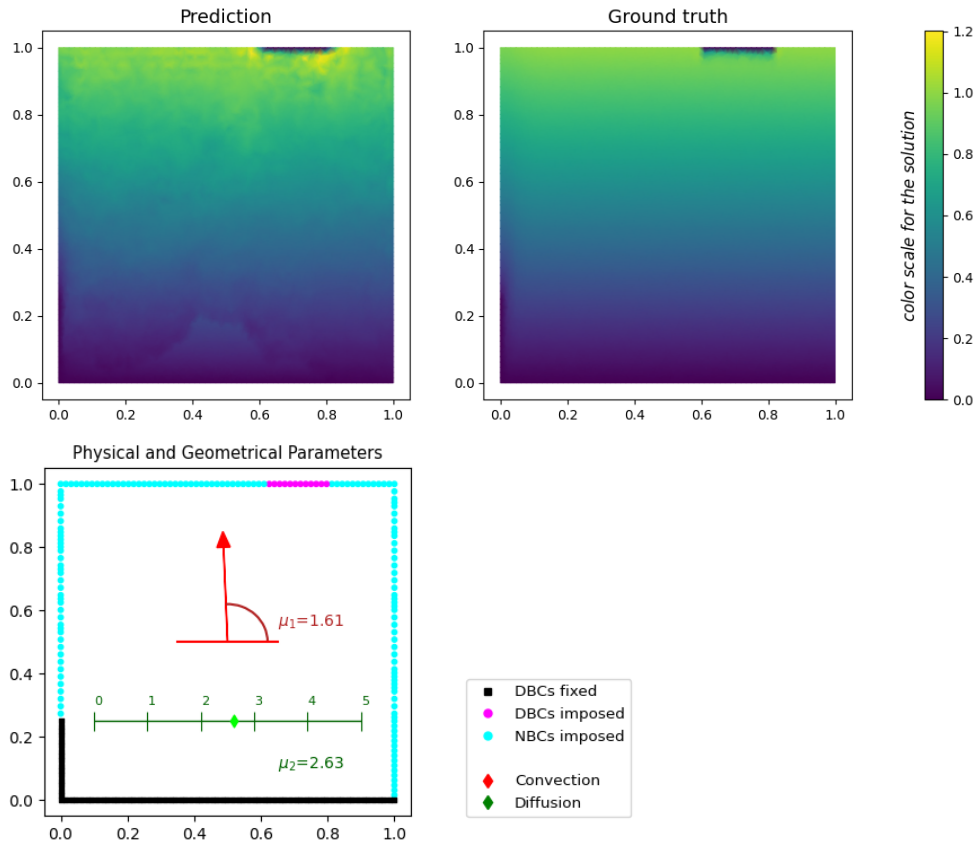 Prediction
Ground truth
1.0
0.8
0.6
0.4
0.2
0.0
0.0 0.2 0.4 0.6 0.8 1.0
1.0
0.8
0.6
0.4
0.2
0.0
0.0 0.2 0.4 0.6 0.8 1.0
color scale for the solution
1.2
1.0
0.8
0.6
0.4
0.2
0.0
Physical and Geometrical Parameters
1.0
0.8
0.6
0.4
0.2
0.0
0.0 0.2 0.4 0.6 0.8 1.0
μ₁=1.61
0 1 2 3 4 5
μ₂=2.63
DBCs fixed
DBCs imposed
NBCs imposed
Convection
Diffusion